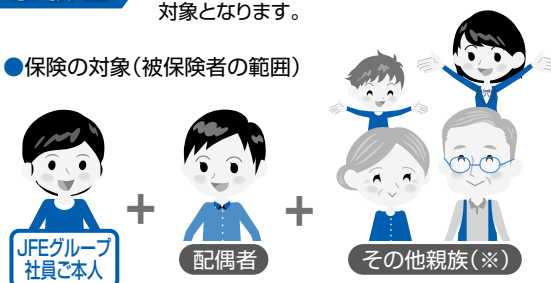 対象となります。
●保険の対象(被保険者の範囲)
+
+
JFEグループ
社員ご本人
配偶者
その他親族(※)